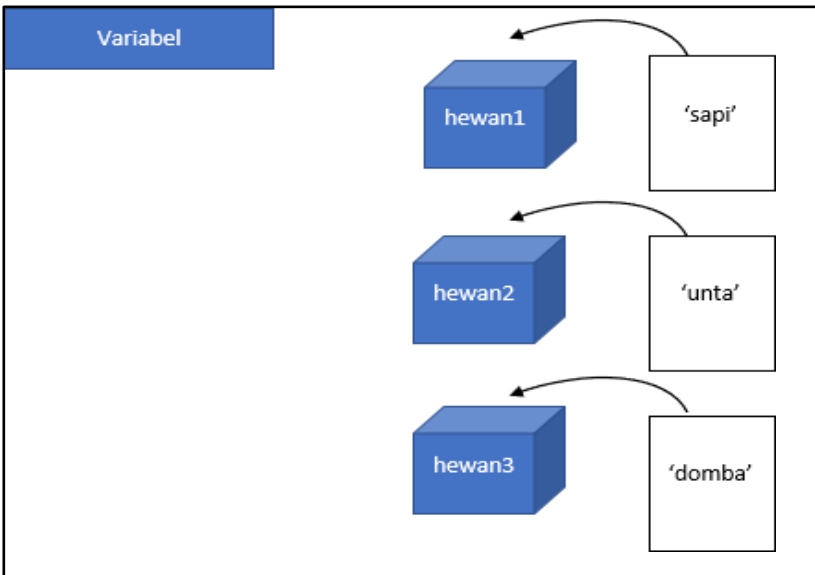 Variabel
hewan1
‘sapi’
hewan2
‘unta’
hewan3
‘domba’